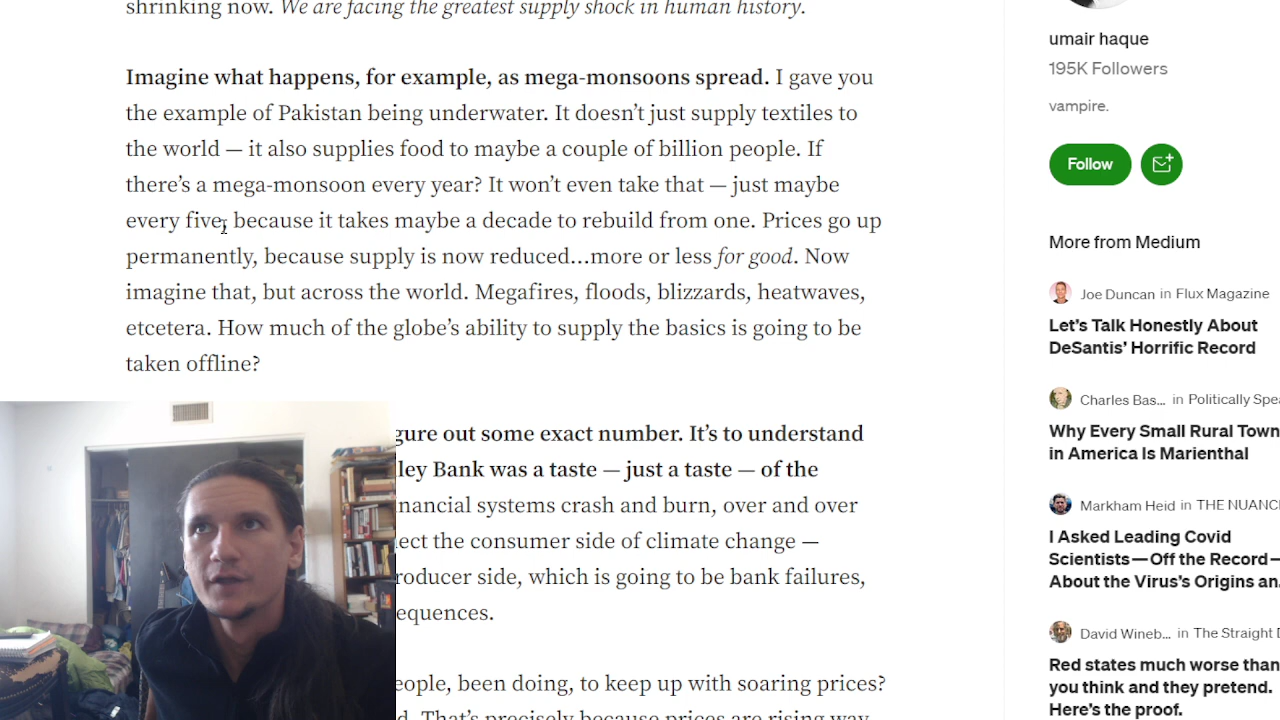 shrinking now. We are facing the greatest supply shock in human history.
Imagine what happens, for example, as mega-monsoons spread. I gave you
the example of Pakistan being underwater. It doesn’t just supply textiles to
the world — it also supplies food to maybe a couple of billion people. If
there’s a mega-monsoon every year? It won’t even take that — just maybe
every five, because it takes maybe a decade to rebuild from one. Prices go up
permanently, because supply is now reduced…more or less for good. Now
imagine that, but across the world. Megafires, floods, blizzards, heatwaves,
etcetera. How much of the globe’s ability to supply the basics is going to be
taken offline?
gure out some exact number. It’s to understand
ley Bank was a taste — just a taste — of the
nancial systems crash and burn, over and over
ect the consumer side of climate change —
roducer side, which is going to be bank failures,
equences.
eople, been doing, to keep up with soaring prices?
d. That’s precisely because prices are rising way
umair haque
195K Followers
vampire.
Follow
More from Medium
Joe Duncan in Flux Magazine
Let’s Talk Honestly About
DeSantis’ Horrific Record
Charles Bas... in Politically Spe
Why Every Small Rural Town
in America Is Marienthal
Markham Heid in THE NUANC
I Asked Leading Covid
Scientists—Off the Record—
About the Virus’s Origins an
David Wineb... in The Straight D
Red states much worse than
you think and they pretend.
Here’s the proof.